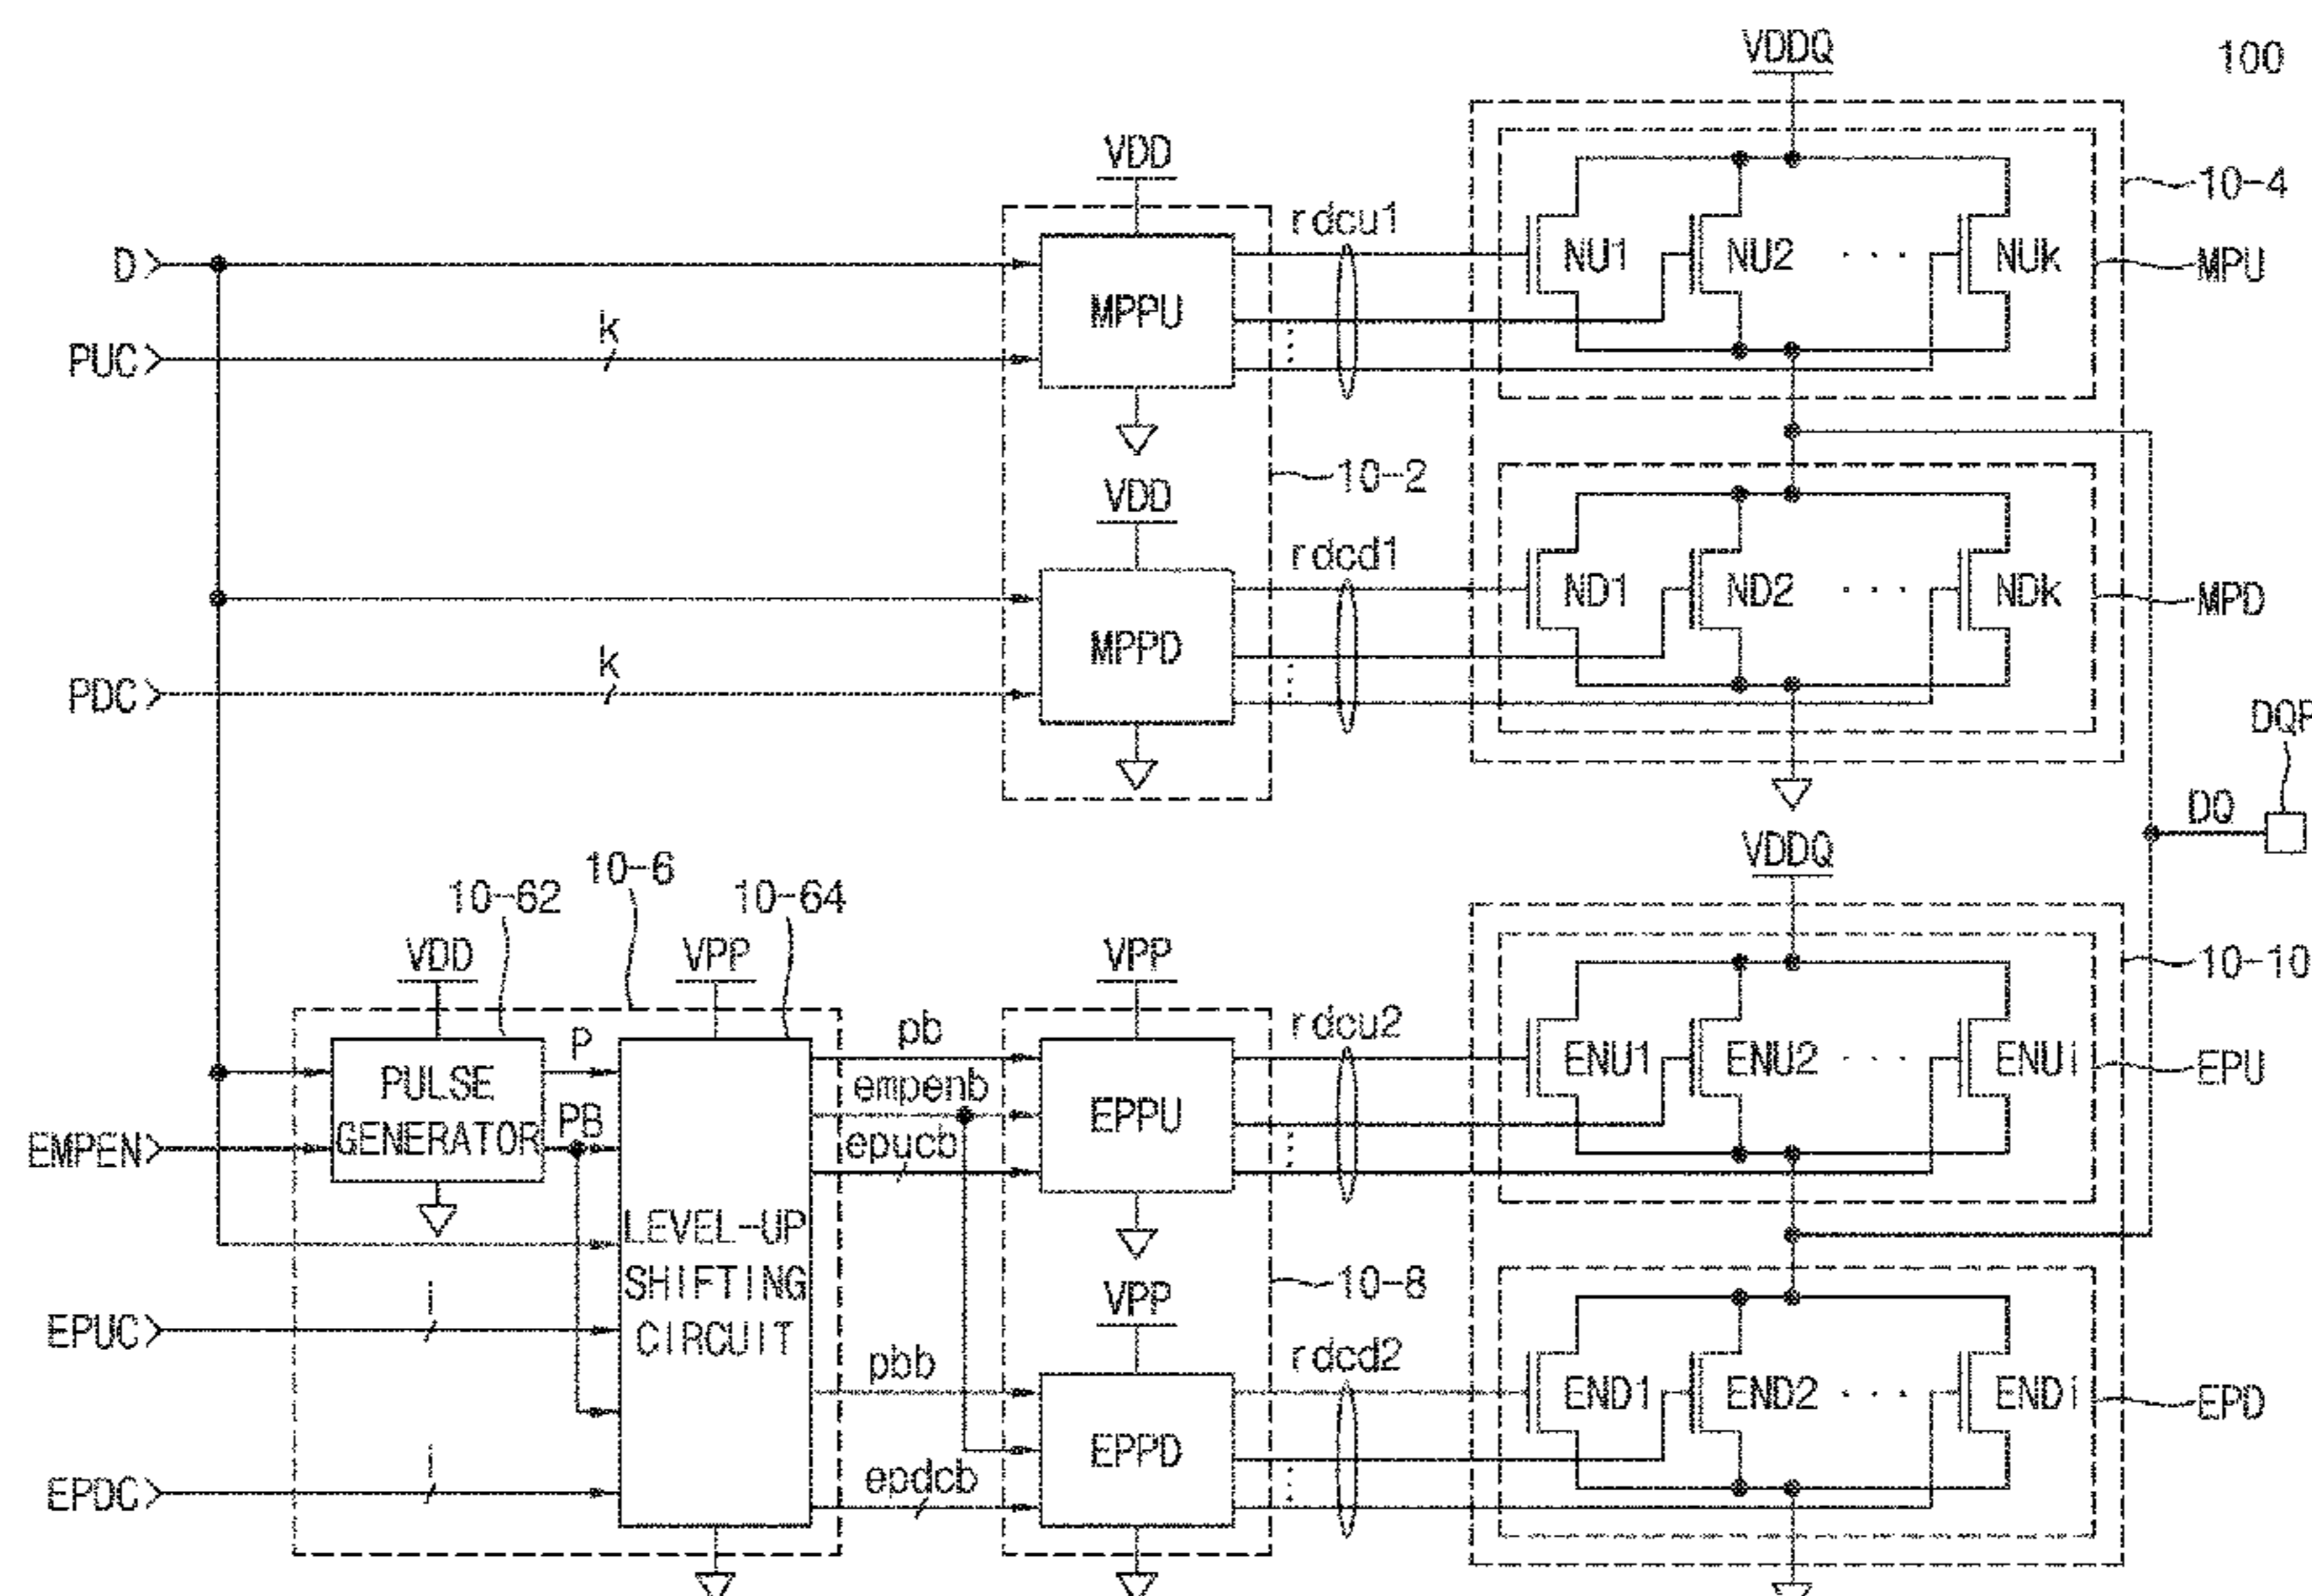 VDDQ
100
VDD
rdcu1
10-4
D
NU1
NU2
. . .
NUk
MPU
MPPU
k
PUC
10-2
VDD
rdcd1
ND1
ND2
. . .
NDk
MPD
MPPD
k
PDC
DQP
DQ
VDDQ
10-6
10-62
10-64
VDD
VPP
VPP
10-10
pb
rdcu2
P
PULSE
GENERATOR
empenb
ENU1
ENU2
. . .
ENUi
EPU
EPPU
PB
EMPEN
epucb
LEVEL-UP
SHIFTING
CIRCUIT
10-8
VPP
i
EPUC
pbb
rdcd2
END1
END2
. . .
ENDi
EPD
EPPD
i
EPDC
epdcb